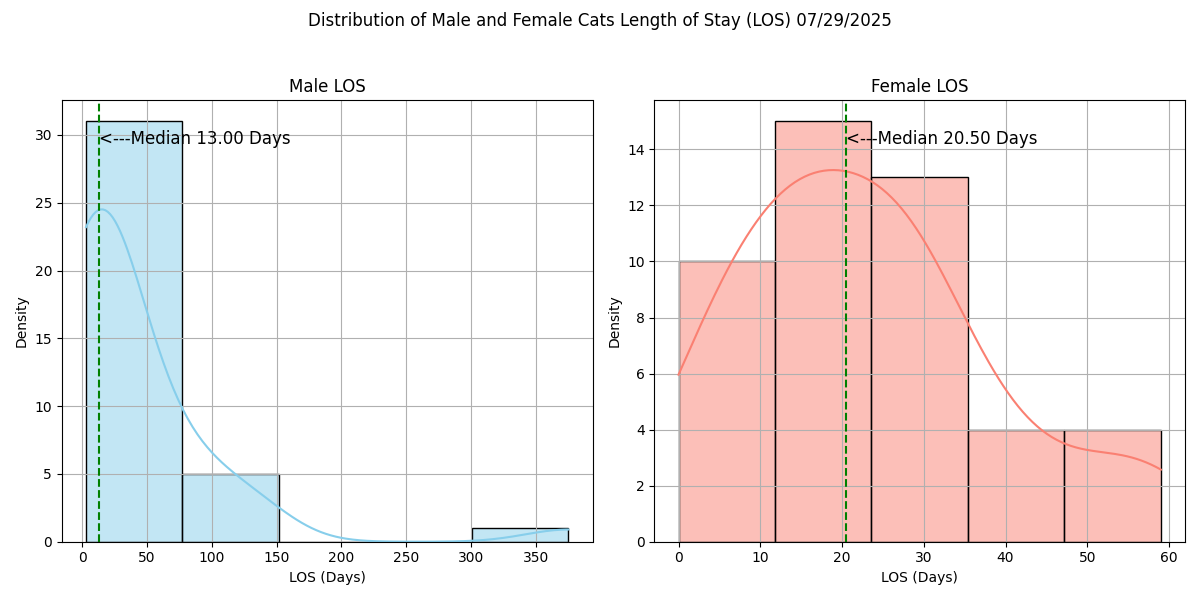 Distribution of Male and Female Cats Length of Stay (LOS) 07/29/2025
Male LOS
Density
30
25
20
15
10
5
0
<---Median 13.00 Days
0 50 100 150 200 250 300 350
LOS (Days)
Female LOS
Density
14
12
10
8
6
4
2
0
<---Median 20.50 Days
0 10 20 30 40 50 60
LOS (Days)